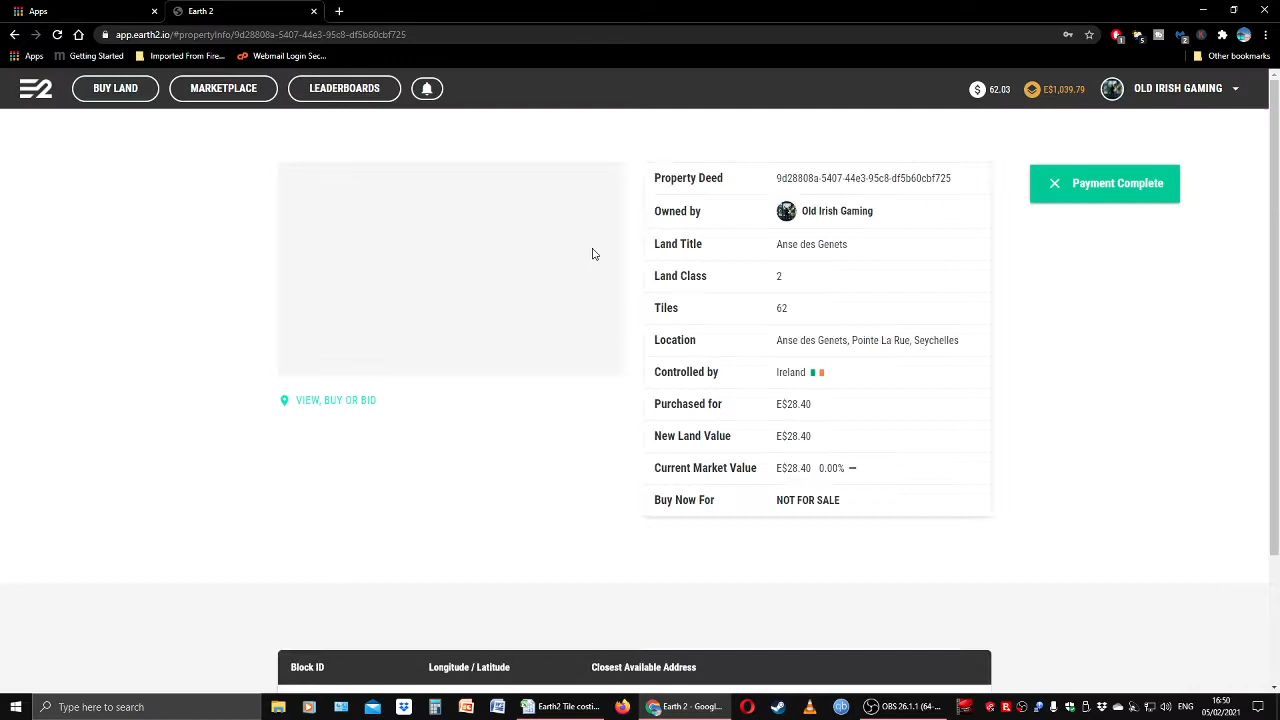 Apps
Earth 2
app.earth2.io/#propertyInfo/9d28808a-5407-44e3-95c8-df5b60cbf725
Apps
Getting Started
Imported From Fire...
Webmail Login Sec...
Other bookmarks
BUY LAND
MARKETPLACE
LEADERBOARDS
62.03
E$1,039.79
OLD IRISH GAMING
Payment Complete
Property Deed 9d28808a-5407-44e3-95c8-df5b60cbf725
Owned by Old Irish Gaming
Land Title Anse des Genets
Land Class 2
Tiles 62
Location Anse des Genets, Pointe La Rue, Seychelles
Controlled by Ireland
Purchased for E$28.40
New Land Value E$28.40
Current Market Value E$28.40 0.00% —
Buy Now For NOT FOR SALE
VIEW, BUY OR BID
Block ID Longitude / Latitude Closest Available Address
Type here to search
Earth2 Tile costi...
Earth 2 - Googl...
OBS 26.1.1 (64-...
ENG
16:50
05/02/2021